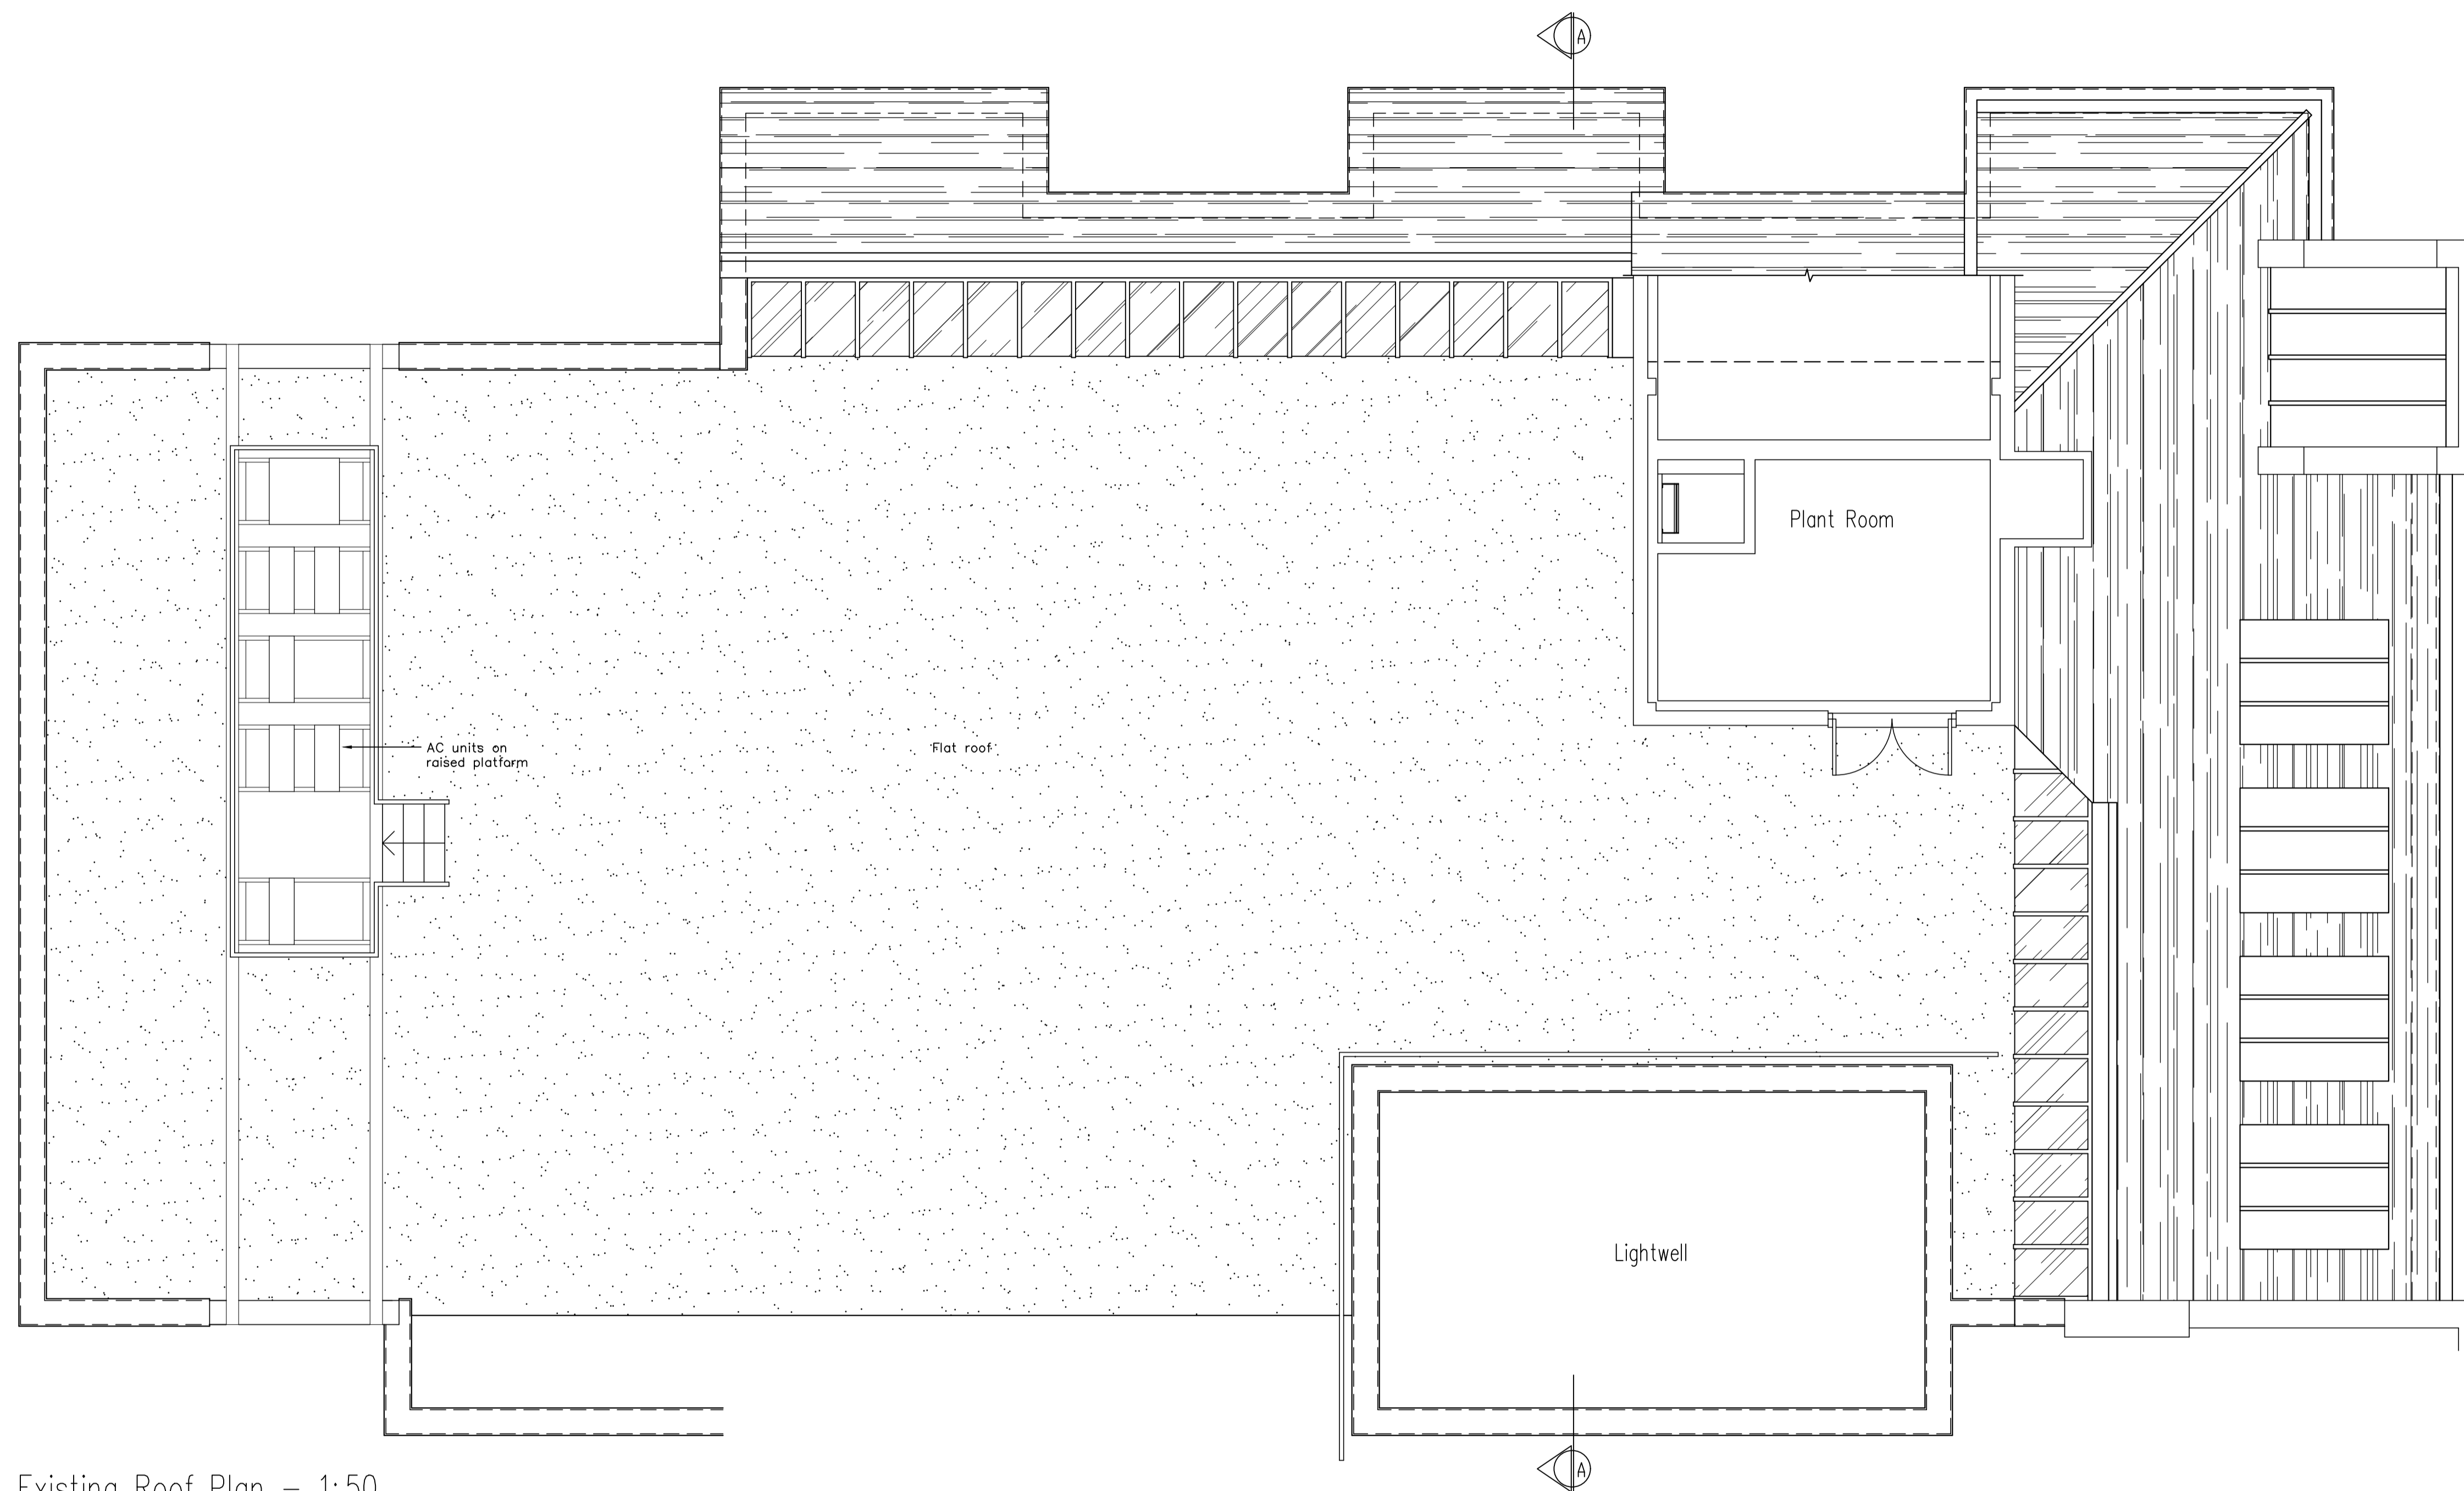 A
Plant Room
AC units on
raised platform
Flat roof
Lightwell
A
Existing Roof Plan - 1:50